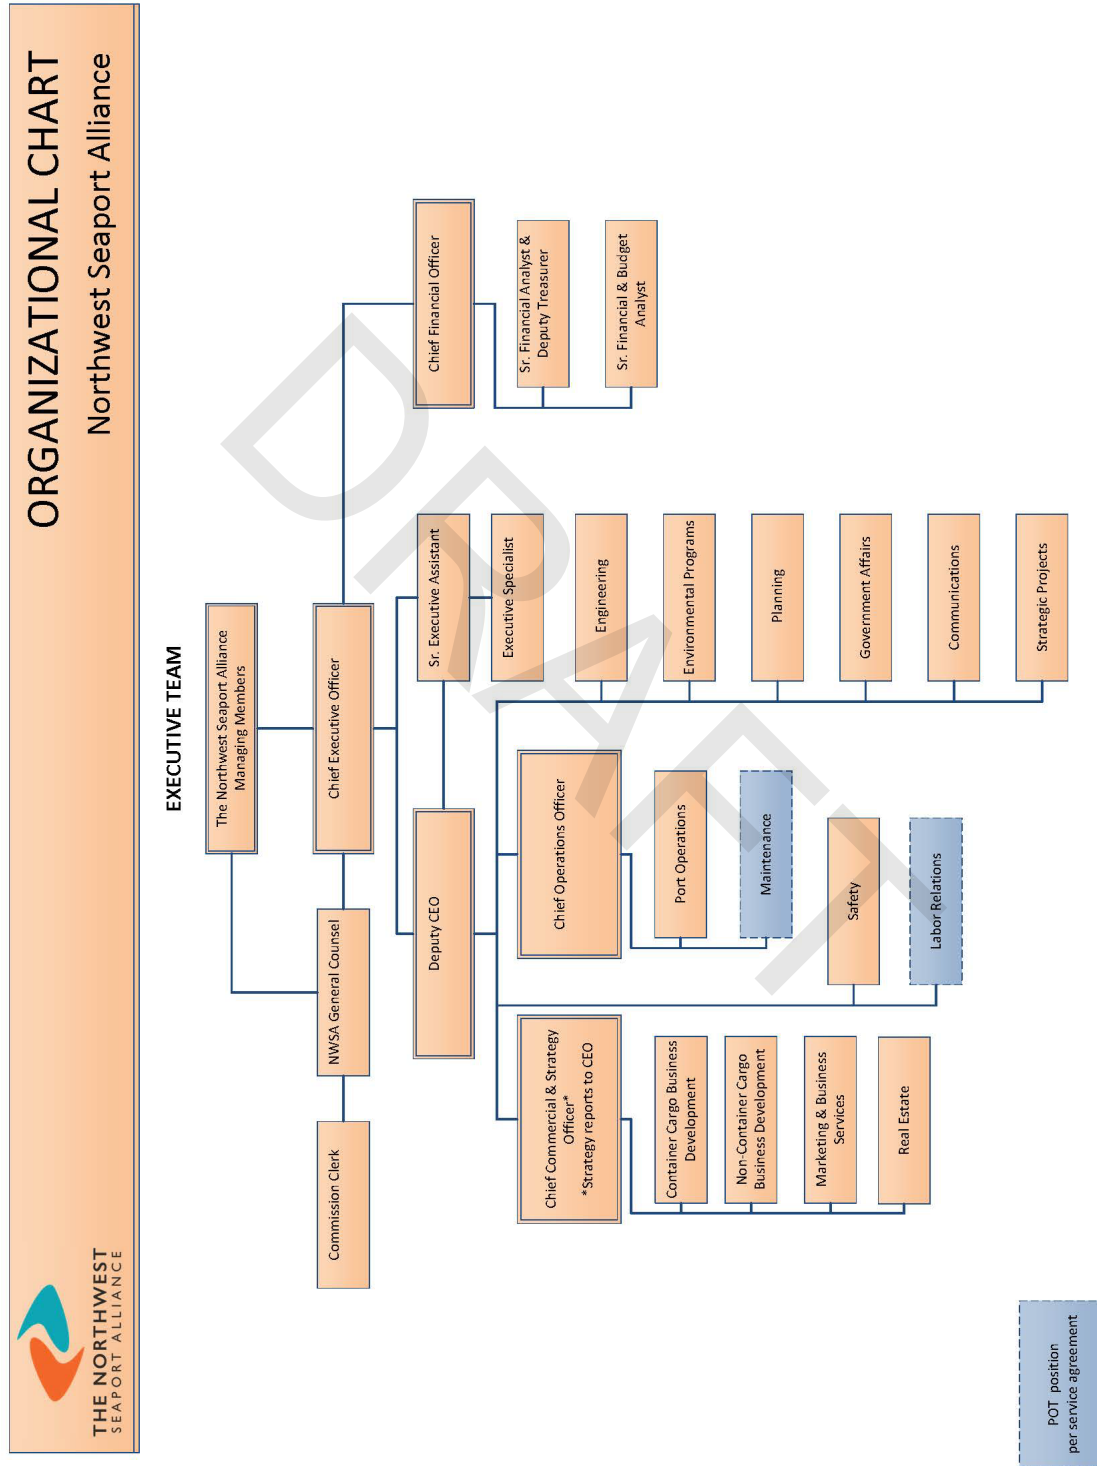 THE NORTHWEST
SEAPORT ALLIANCE
ORGANIZATIONAL CHART
Northwest Seaport Alliance
EXECUTIVE TEAM
The Northwest Seaport Alliance
Managing Members
Commission Clerk
NWSA General Counsel
Chief Executive Officer
Deputy CEO
Sr. Executive Assistant
Chief Financial Officer
Executive Specialist
Sr. Financial Analyst &
Deputy Treasurer
Sr. Financial & Budget
Analyst
Chief Commercial & Strategy
Officer*
*Strategy reports to CEO
Container Cargo Business
Development
Non-Container Cargo
Business Development
Marketing & Business
Services
Real Estate
Chief Operations Officer
Port Operations
Maintenance
Safety
Labor Relations
Engineering
Environmental Programs
Planning
Government Affairs
Communications
Strategic Projects
POT position
per service agreement
DRAFT